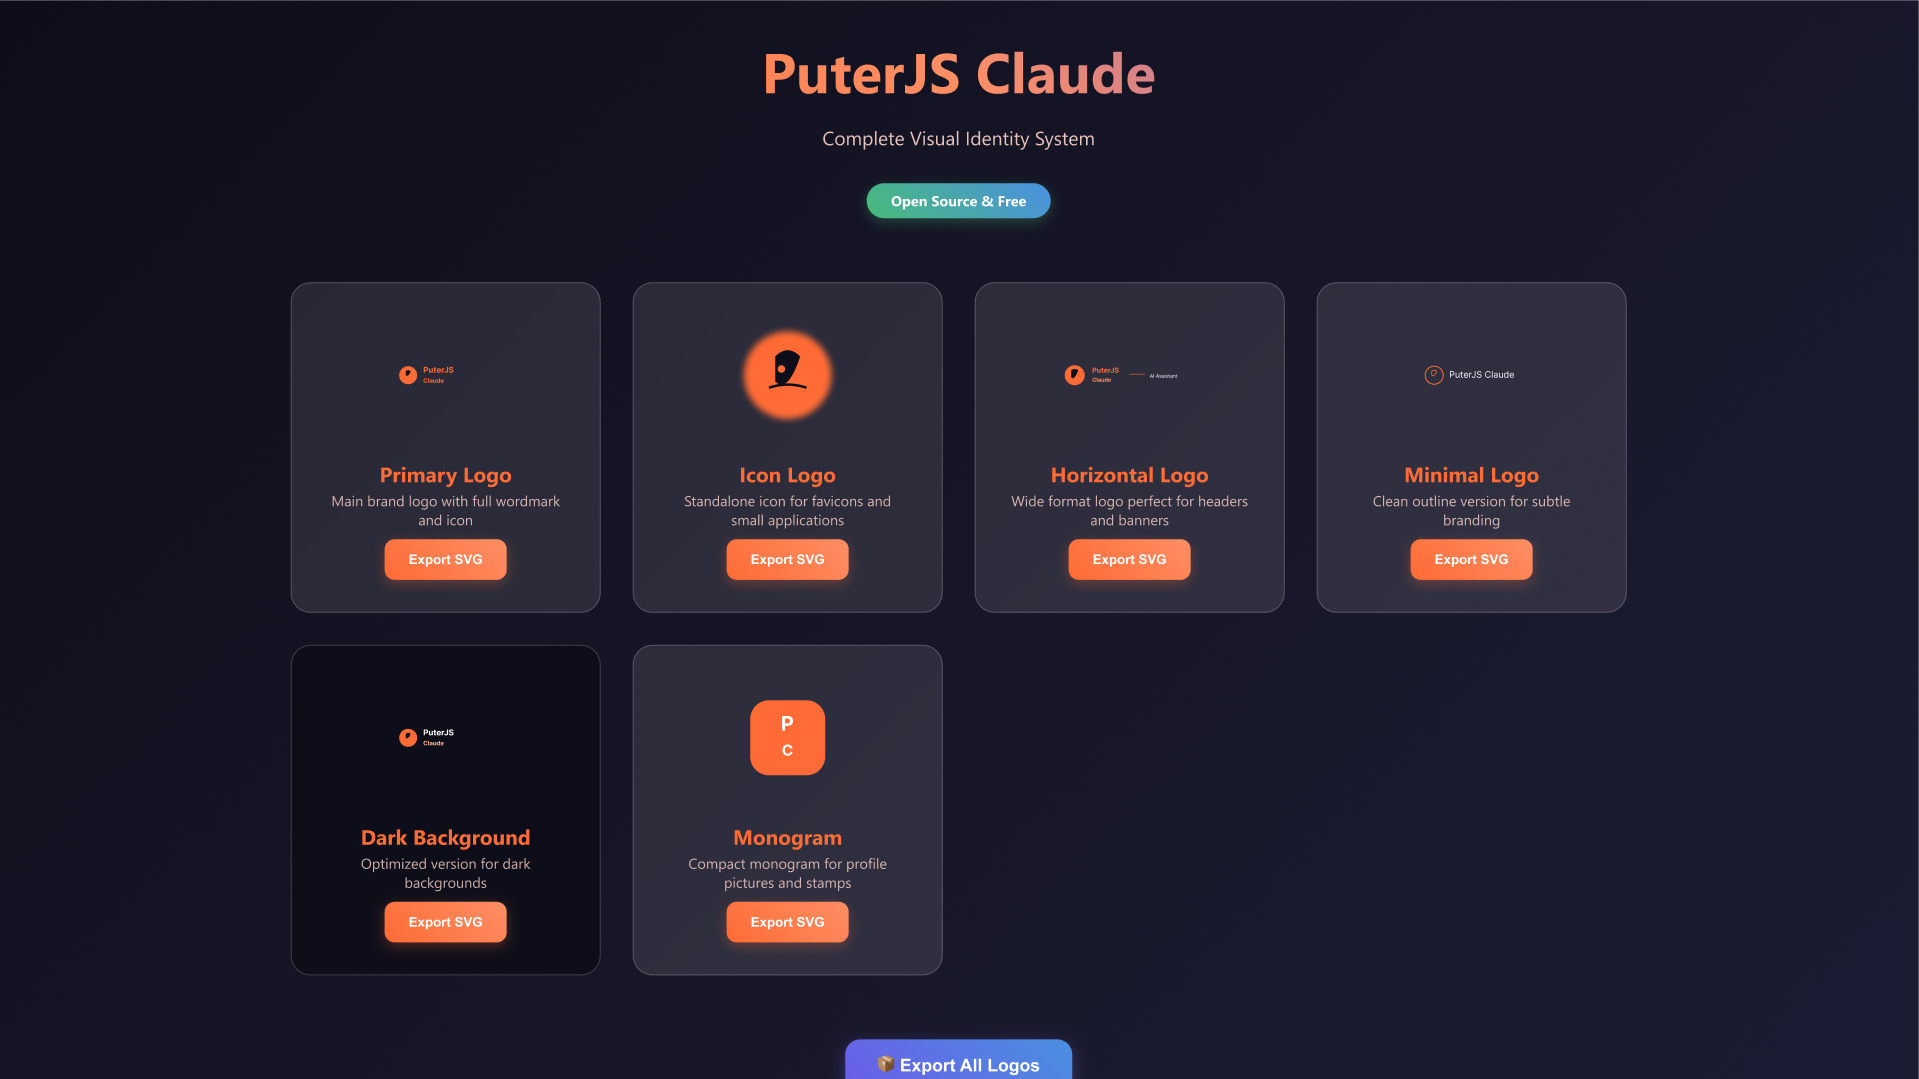 PuterJS Claude
Complete Visual Identity System
Open Source & Free
PuterJS
Claude
Primary Logo
Main brand logo with full wordmark
and icon
Export SVG
Icon Logo
Standalone icon for favicons and
small applications
Export SVG
PuterJS
Claude
AI Assistant
Horizontal Logo
Wide format logo perfect for headers
and banners
Export SVG
PuterJS Claude
Minimal Logo
Clean outline version for subtle
branding
Export SVG
PuterJS
Claude
Dark Background
Optimized version for dark
backgrounds
Export SVG
P
C
Monogram
Compact monogram for profile
pictures and stamps
Export SVG
📦 Export All Logos